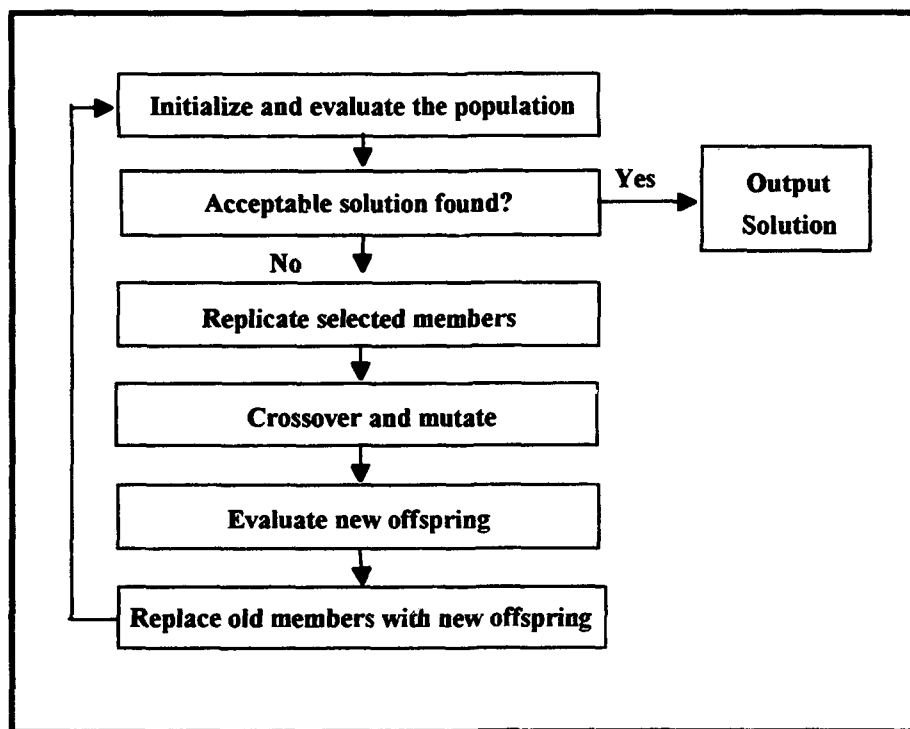 Initialize and evaluate the population
Acceptable solution found?
Yes
Output
Solution
No
Replicate selected members
Crossover and mutate
Evaluate new offspring
Replace old members with new offspring